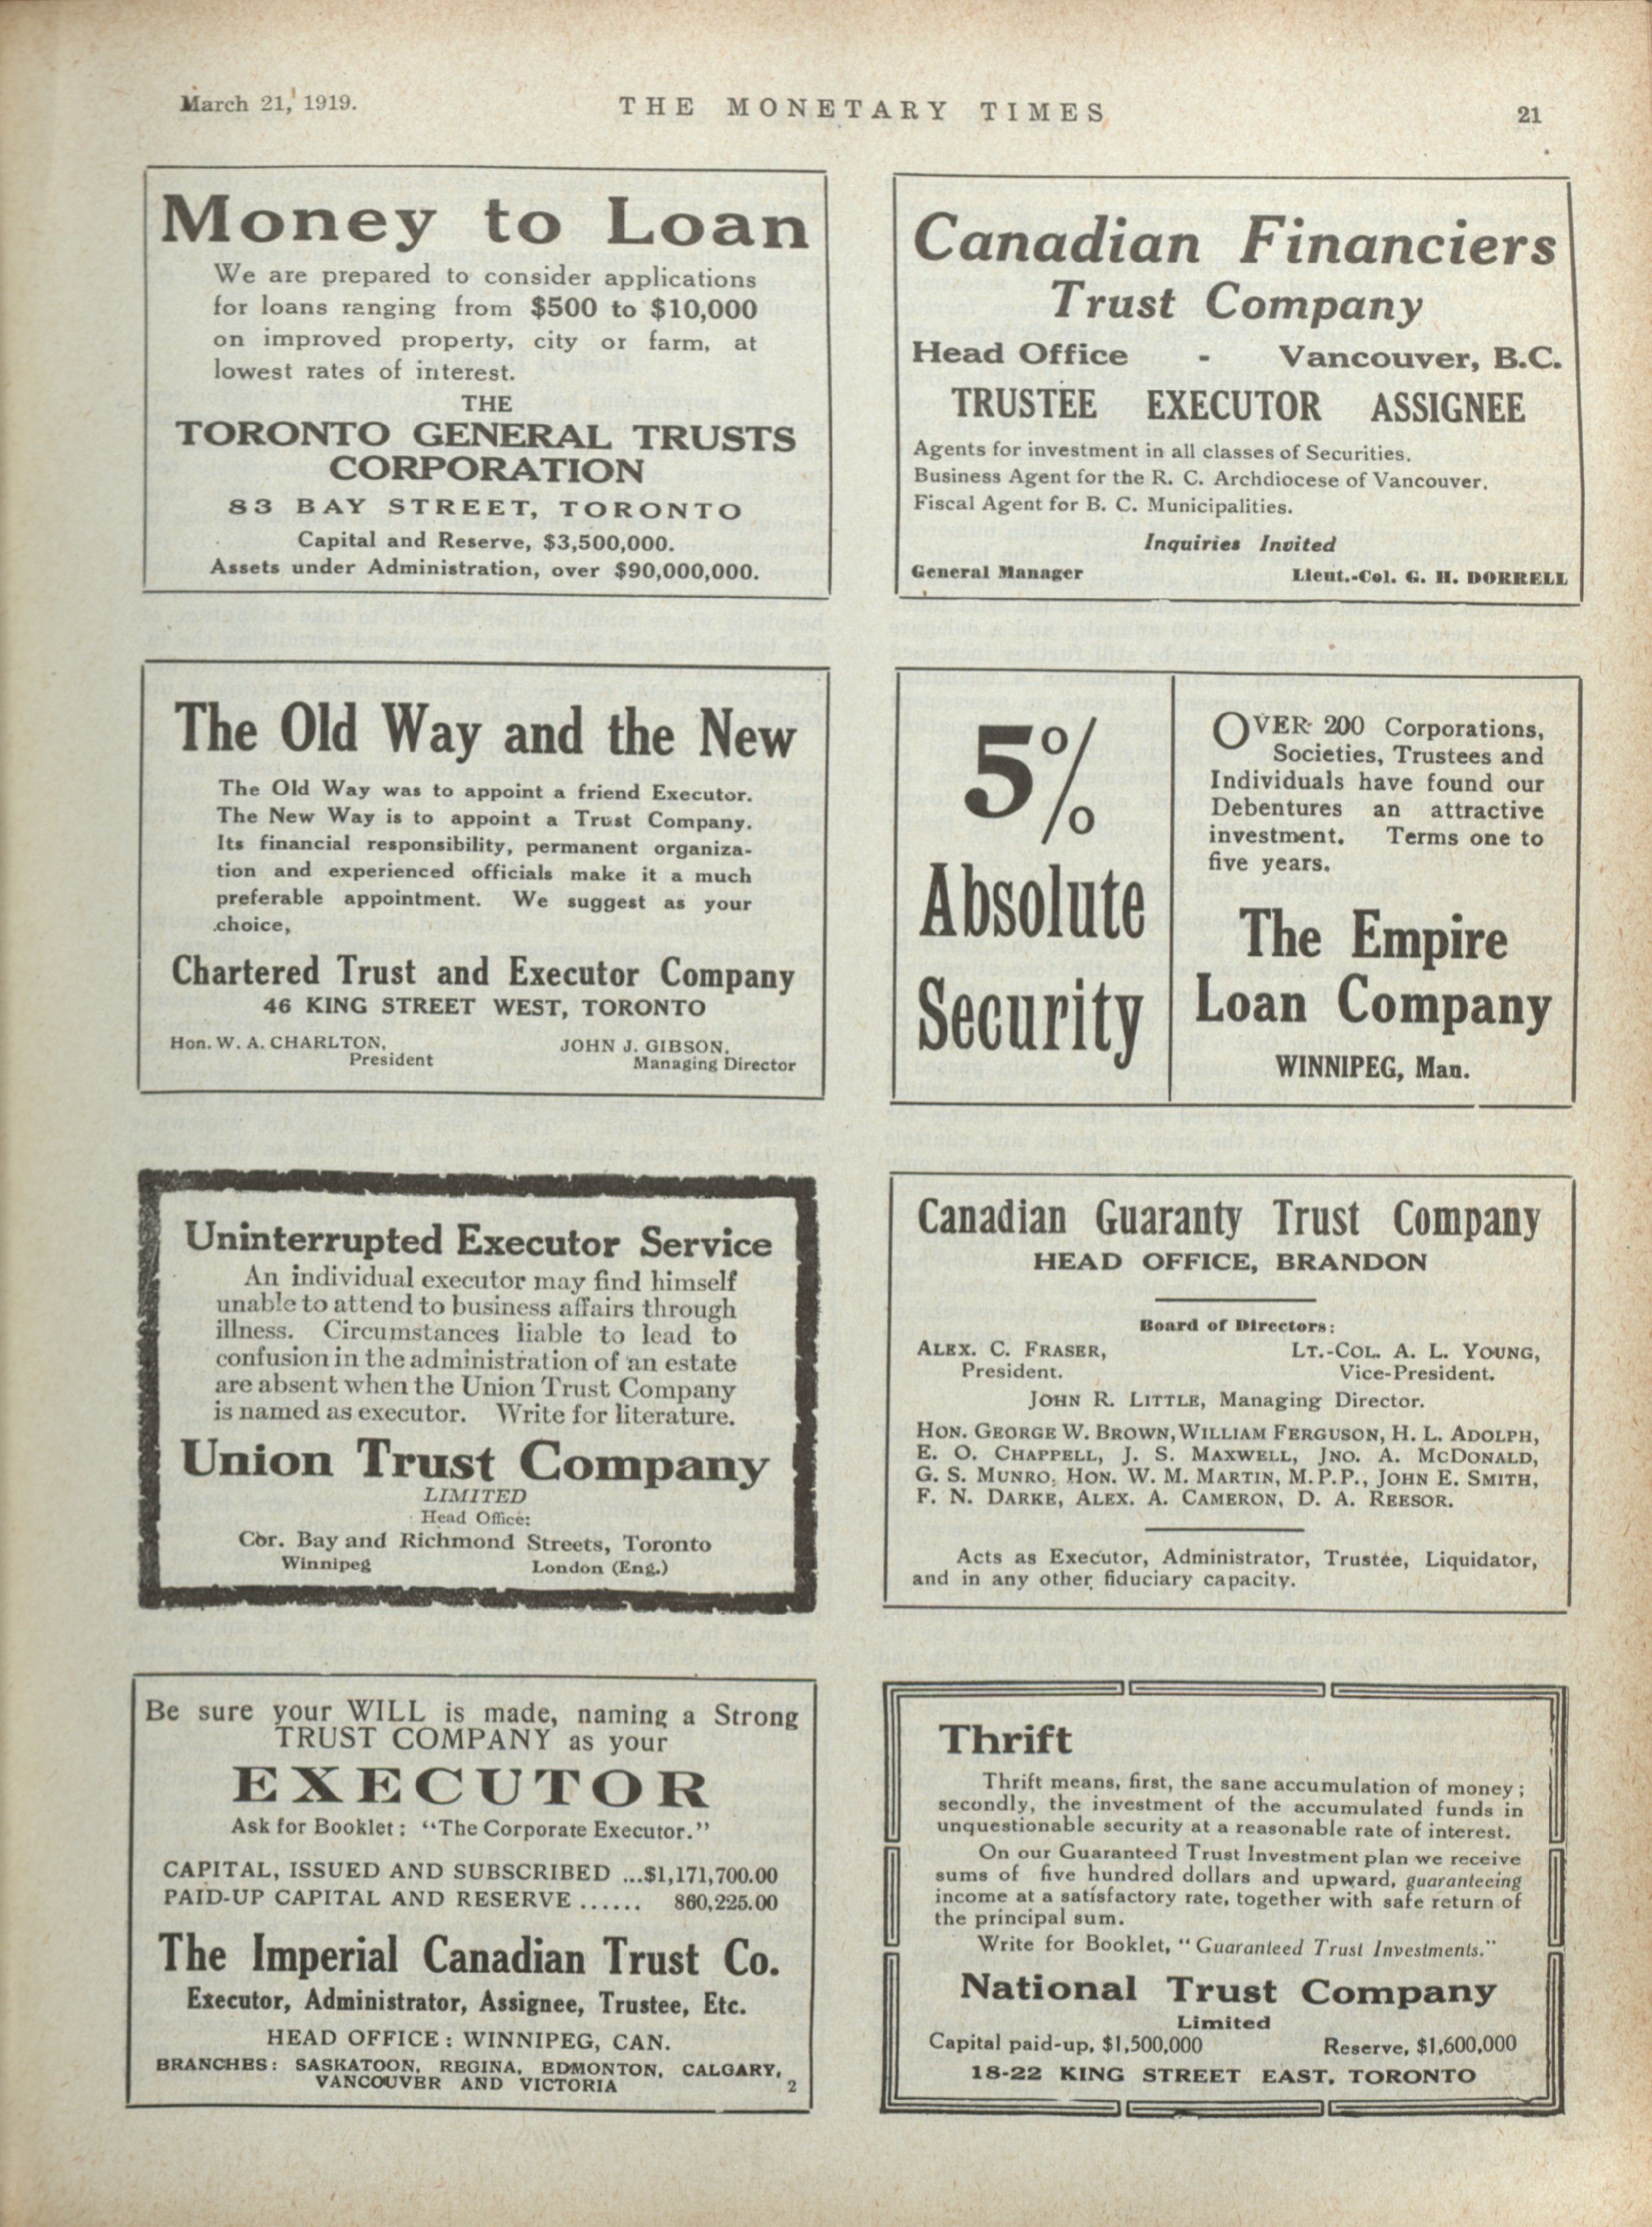 March 21, 1919.
THE MONETARY TIMES
21
Money to Loan
We are prepared to consider applications
for loans ranging from $500 to $10,000
on improved property, city or farm, at
lowest rates of interest.
THE
TORONTO GENERAL TRUSTS
CORPORATION
83 BAY STREET, TORONTO
Capital and Reserve, $3,500,000.
Assets under Administration, over $90,000,000.
Canadian Financiers
Trust Company
Head Office - Vancouver, B.C.
TRUSTEE EXECUTOR ASSIGNEE
Agents for investment in all classes of Securities.
Business Agent for the R. C. Archdiocese of Vancouver.
Fiscal Agent for B. C. Municipalities.
Inquiries Invited
General Manager Lieut.-Col. G. H. DORRELL
The Old Way and the New
The Old Way was to appoint a friend Executor.
The New Way is to appoint a Trust Company.
Its financial responsibility, permanent organiza-
tion and experienced officials make it a much
preferable appointment. We suggest as your
choice,
Chartered Trust and Executor Company
46 KING STREET WEST, TORONTO
Hon. W. A. CHARLTON, JOHN J. GIBSON,
President Managing Director
5%
Absolute
Security
OVER 200 Corporations,
Societies, Trustees and
Individuals have found our
Debentures an attractive
investment. Terms one to
five years.
The Empire
Loan Company
WINNIPEG, Man.
Uninterrupted Executor Service
An individual executor may find himself
unable to attend to business affairs through
illness. Circumstances liable to lead to
confusion in the administration of an estate
are absent when the Union Trust Company
is named as executor. Write for literature.
Union Trust Company
LIMITED
Head Office:
Cor. Bay and Richmond Streets, Toronto
Winnipeg London (Eng.)
Canadian Guaranty Trust Company
HEAD OFFICE, BRANDON
Board of Directors:
ALEX. C. FRASER, LT.-COL. A. L. YOUNG,
President. Vice-President.
JOHN R. LITTLE, Managing Director.
HON. GEORGE W. BROWN, WILLIAM FERGUSON, H. L. ADOLPH,
E. O. CHAPPELL, J. S. MAXWELL, JNO. A. MCDONALD,
G. S. MUNRO, HON. W. M. MARTIN, M.P.P., JOHN E. SMITH,
F. N. DARKE, ALEX. A. CAMERON, D. A. REESOR.
Acts as Executor, Administrator, Trustee, Liquidator,
and in any other fiduciary capacity.
Be sure your WILL is made, naming a Strong
TRUST COMPANY as your
EXECUTOR
Ask for Booklet: "The Corporate Executor."
CAPITAL, ISSUED AND SUBSCRIBED ...$1,171,700.00
PAID-UP CAPITAL AND RESERVE ...... 860,225.00
The Imperial Canadian Trust Co.
Executor, Administrator, Assignee, Trustee, Etc.
HEAD OFFICE: WINNIPEG, CAN.
BRANCHES: SASKATOON, REGINA, EDMONTON, CALGARY,
VANCOUVER AND VICTORIA 2
Thrift
Thrift means, first, the sane accumulation of money;
secondly, the investment of the accumulated funds in
unquestionable security at a reasonable rate of interest.
On our Guaranteed Trust Investment plan we receive
sums of five hundred dollars and upward, guaranteeing
income at a satisfactory rate, together with safe return of
the principal sum.
Write for Booklet, "Guaranteed Trust Investments."
National Trust Company
Limited
Capital paid-up, $1,500,000 Reserve, $1,600,000
18-22 KING STREET EAST, TORONTO